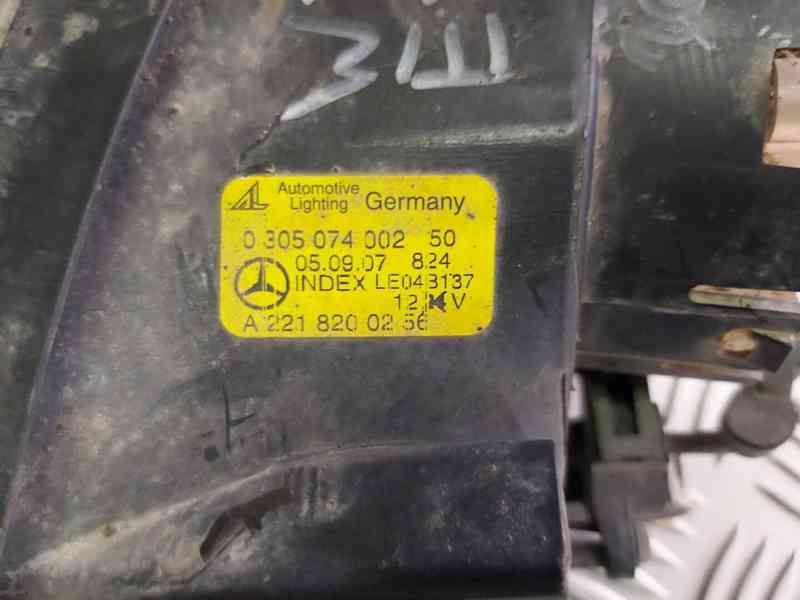 Automotive
Lighting Germany
0 305 074 002 50
05.09.07 824
INDEX LE04B137
12 V
A 221 820 02 56